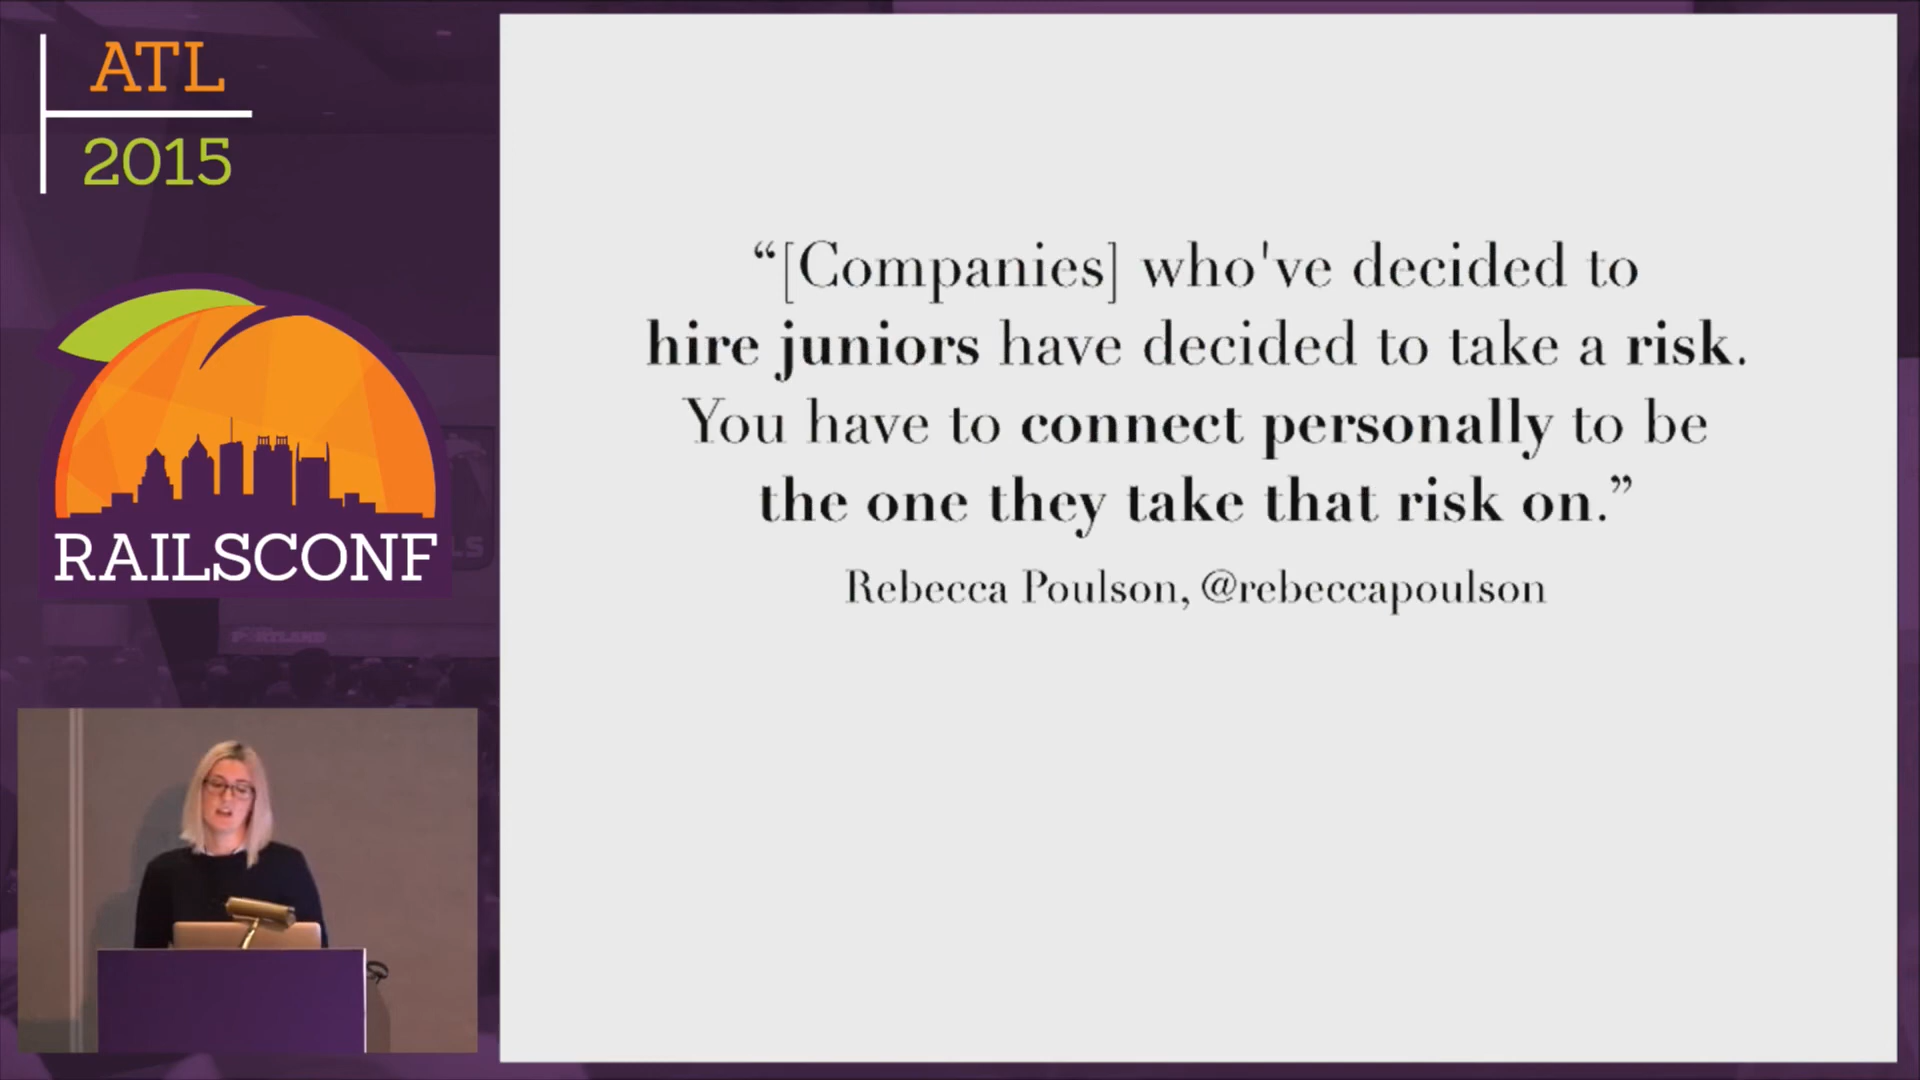 ATL
2015
RAILSCONF
PORTLAND
“[Companies] who've decided to
hire juniors have decided to take a risk.
You have to connect personally to be
the one they take that risk on.”
Rebecca Poulson, @rebeccapoulson